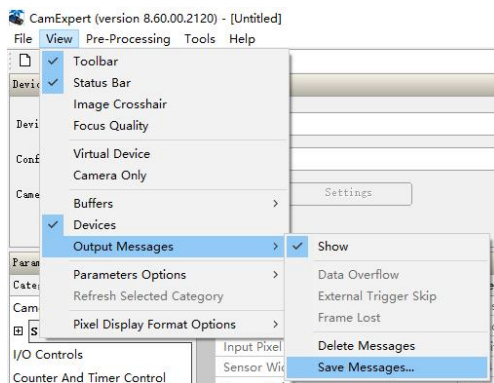 CamExpert (version 8.60.00.2120) - [Untitled]
File View Pre-Processing Tools Help
Toolbar
Status Bar
Image Crosshair
Focus Quality
Virtual Device
Camera Only
Settings
Buffers
Devices
Output Messages
Show
Parameters Options
Data Overflow
Refresh Selected Category
External Trigger Skip
Frame Lost
Pixel Display Format Options
Delete Messages
I/O Controls
Input Pixel
Save Messages...
Counter And Timer Control
Sensor